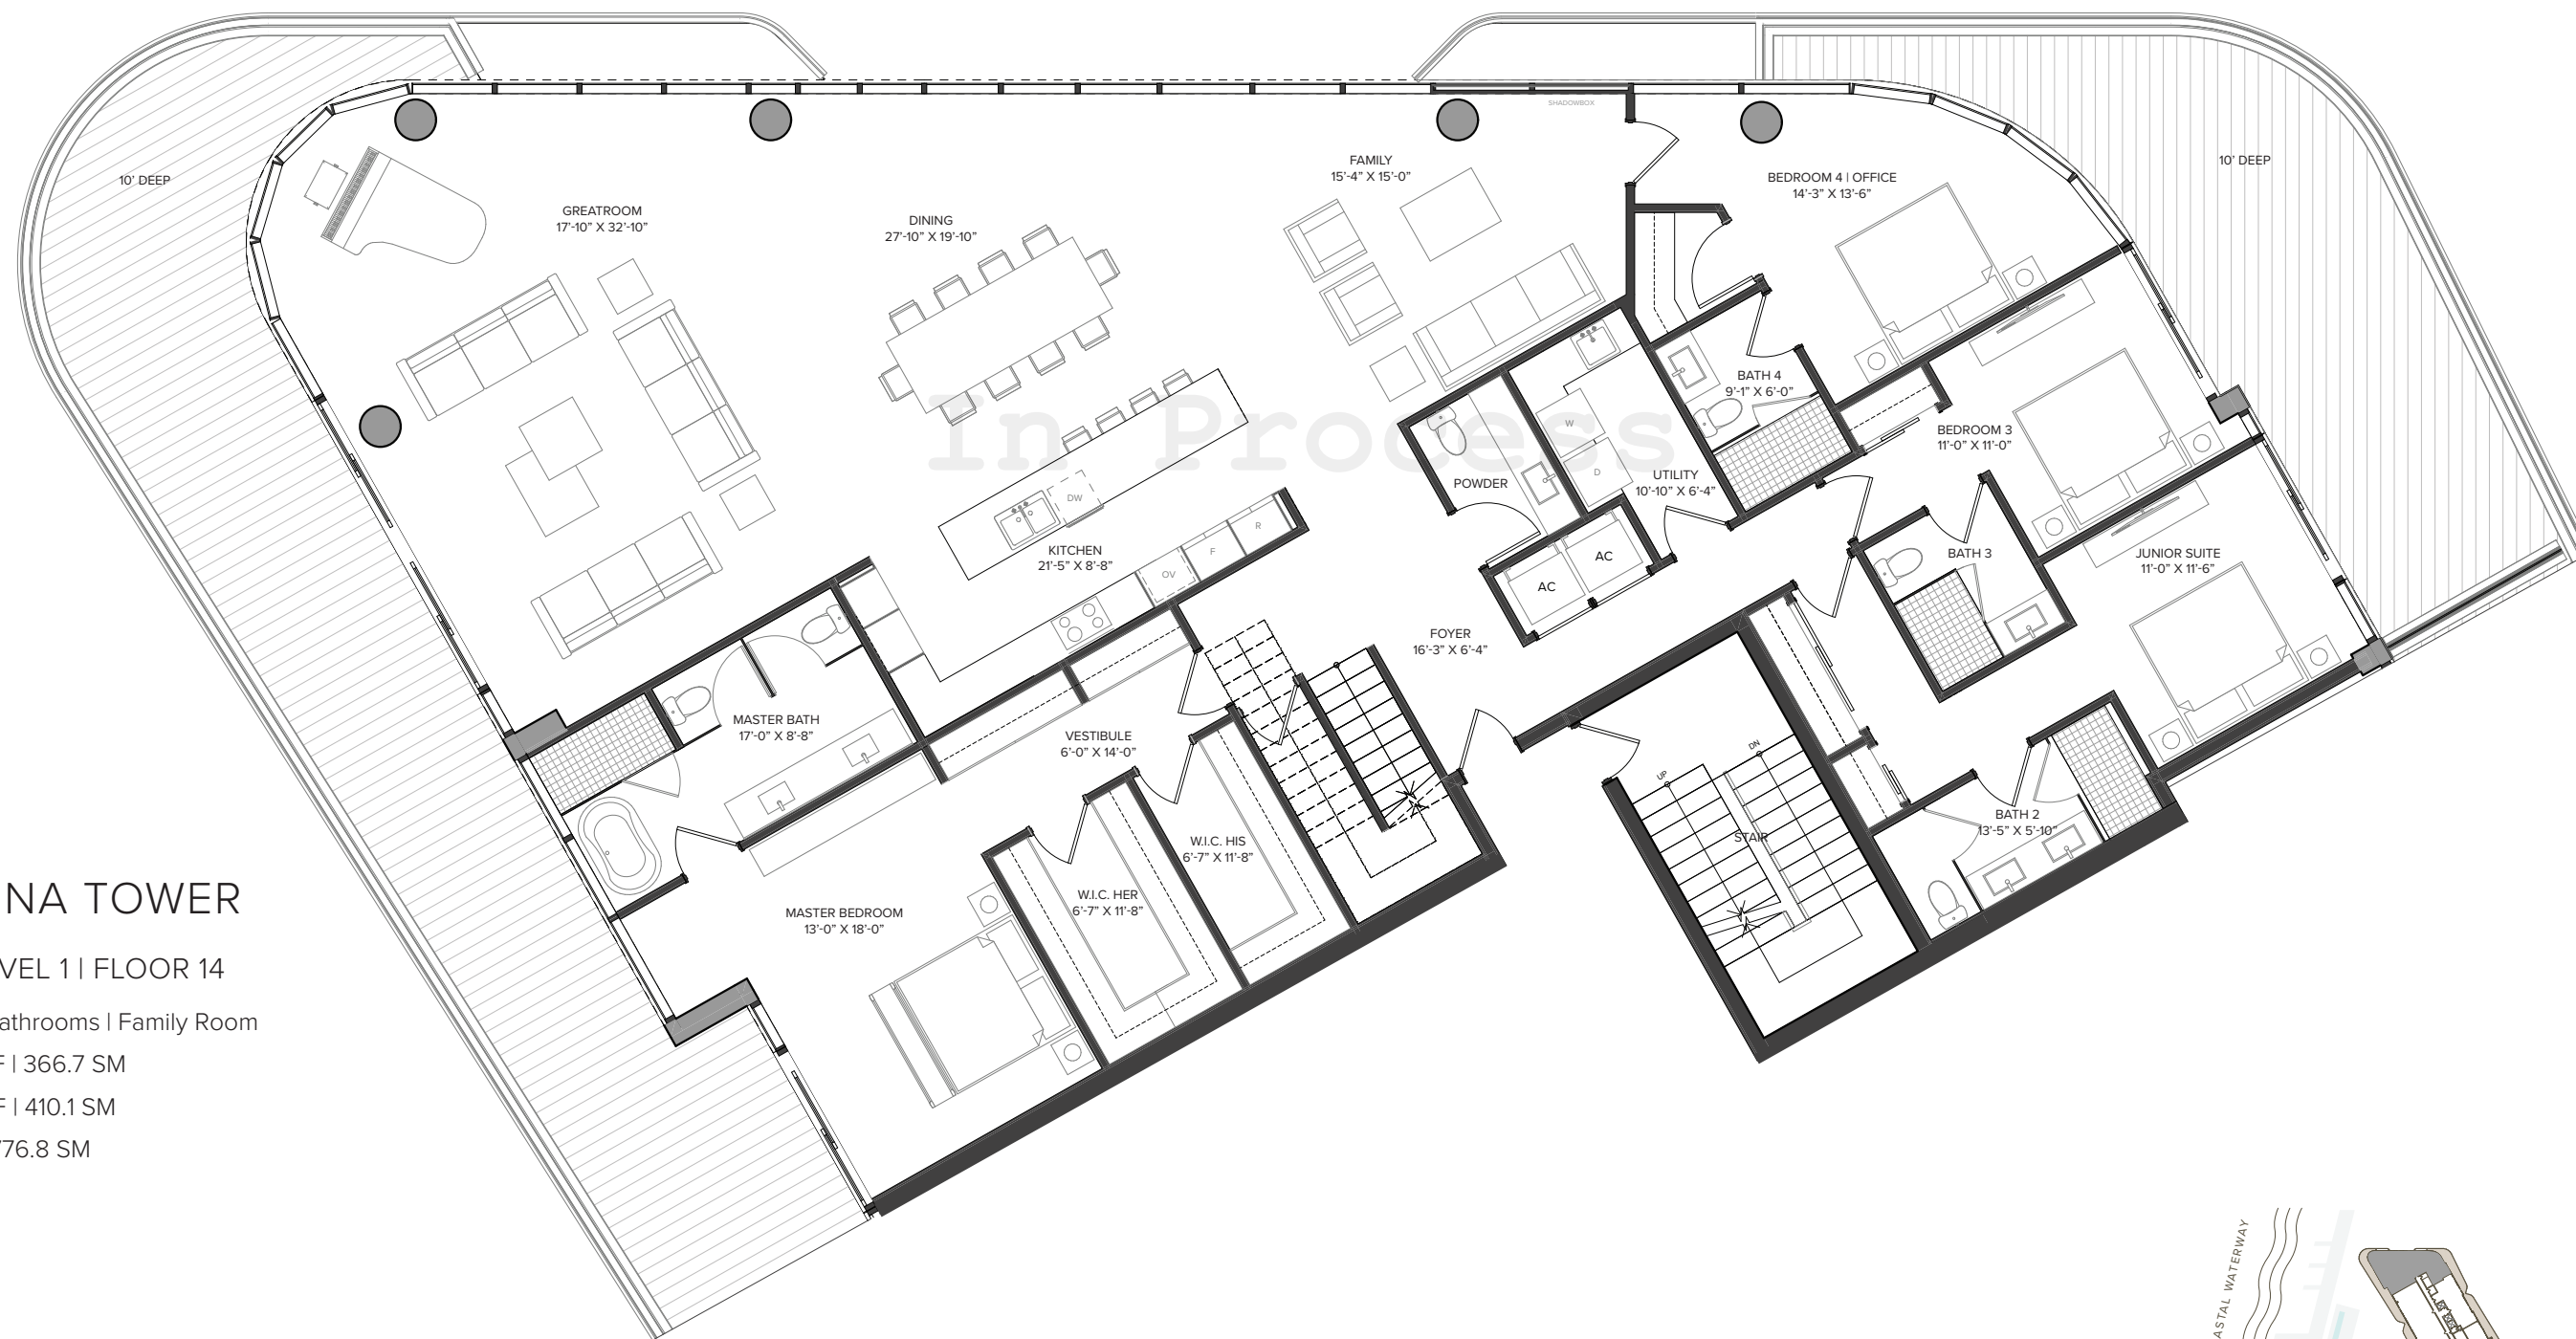 10' DEEP
GREATROOM
17'-10" X 32'-10"
DINING
27'-10" X 19'-10"
FAMILY
15'-4" X 15'-0"
SHADOWBOX
BEDROOM 4 | OFFICE
14'-3" X 13'-6"
10' DEEP
In Process
BATH 4
9'-1" X 6'-0"
BEDROOM 3
11'-0" X 11'-0"
W
D
UTILITY
10'-10" X 6'-4"
POWDER
DW
KITCHEN
21'-5" X 8'-8"
OV
F
R
AC
AC
BATH 3
JUNIOR SUITE
11'-0" X 11'-6"
FOYER
16'-3" X 6'-4"
MASTER BATH
17'-0" X 8'-8"
VESTIBULE
6'-0" X 14'-0"
UP
DN
STAIR
BATH 2
13'-5" X 5'-10"
W.I.C. HIS
6'-7" X 11'-8"
W.I.C. HER
6'-7" X 11'-8"
MASTER BEDROOM
13'-0" X 18'-0"
NA TOWER
VEL 1 | FLOOR 14
athrooms | Family Room
F | 366.7 SM
F | 410.1 SM
776.8 SM
ASTAL WATERWAY